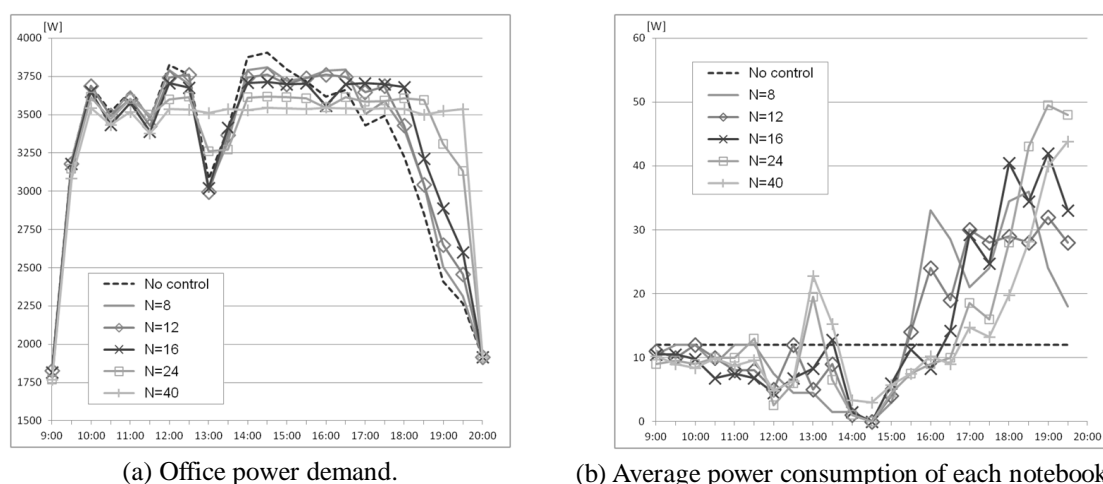 [W]
4000
3750
3500
3250
3000
2750
2500
2250
2000
1750
1500
No control
N=8
N=12
N=16
N=24
N=40
9:00 10:00 11:00 12:00 13:00 14:00 15:00 16:00 17:00 18:00 19:00 20:00
(a) Office power demand.
[W]
60
50
40
30
20
10
0
No control
N=8
N=12
N=16
N=24
N=40
9:00 10:00 11:00 12:00 13:00 14:00 15:00 16:00 17:00 18:00 19:00 20:00
(b) Average power consumption of each notebook